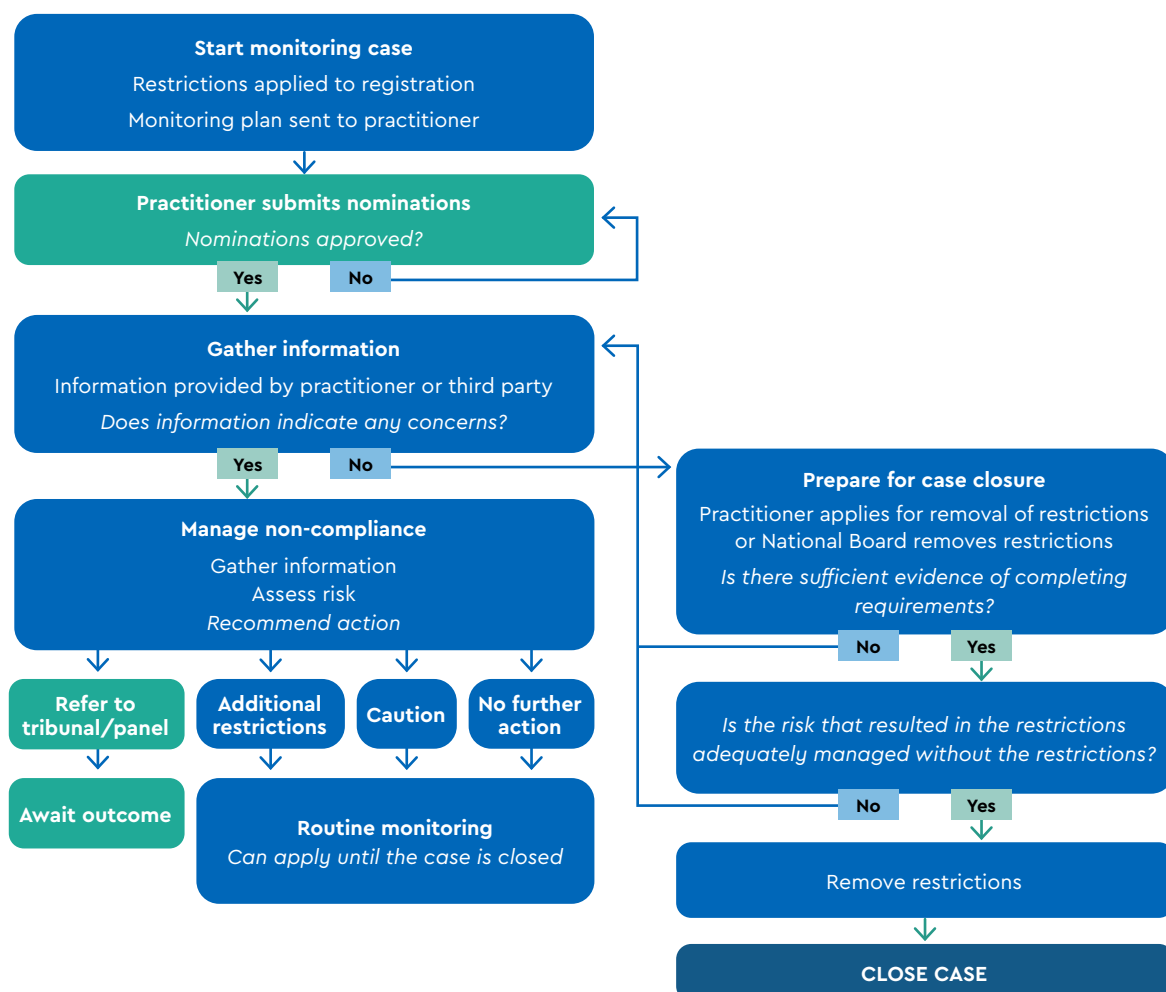 Start monitoring case
Restrictions applied to registration
Monitoring plan sent to practitioner
Practitioner submits nominations
Nominations approved?
Yes
No
Gather information
Information provided by practitioner or third party
Does information indicate any concerns?
Yes
No
Manage non-compliance
Gather information
Assess risk
Recommend action
Refer to
tribunal/panel
Additional
restrictions
Caution
No further
action
Await outcome
Routine monitoring
Can apply until the case is closed
Prepare for case closure
Practitioner applies for removal of restrictions
or National Board removes restrictions
Is there sufficient evidence of completing
requirements?
No
Yes
Is the risk that resulted in the restrictions
adequately managed without the restrictions?
No
Yes
Remove restrictions
CLOSE CASE